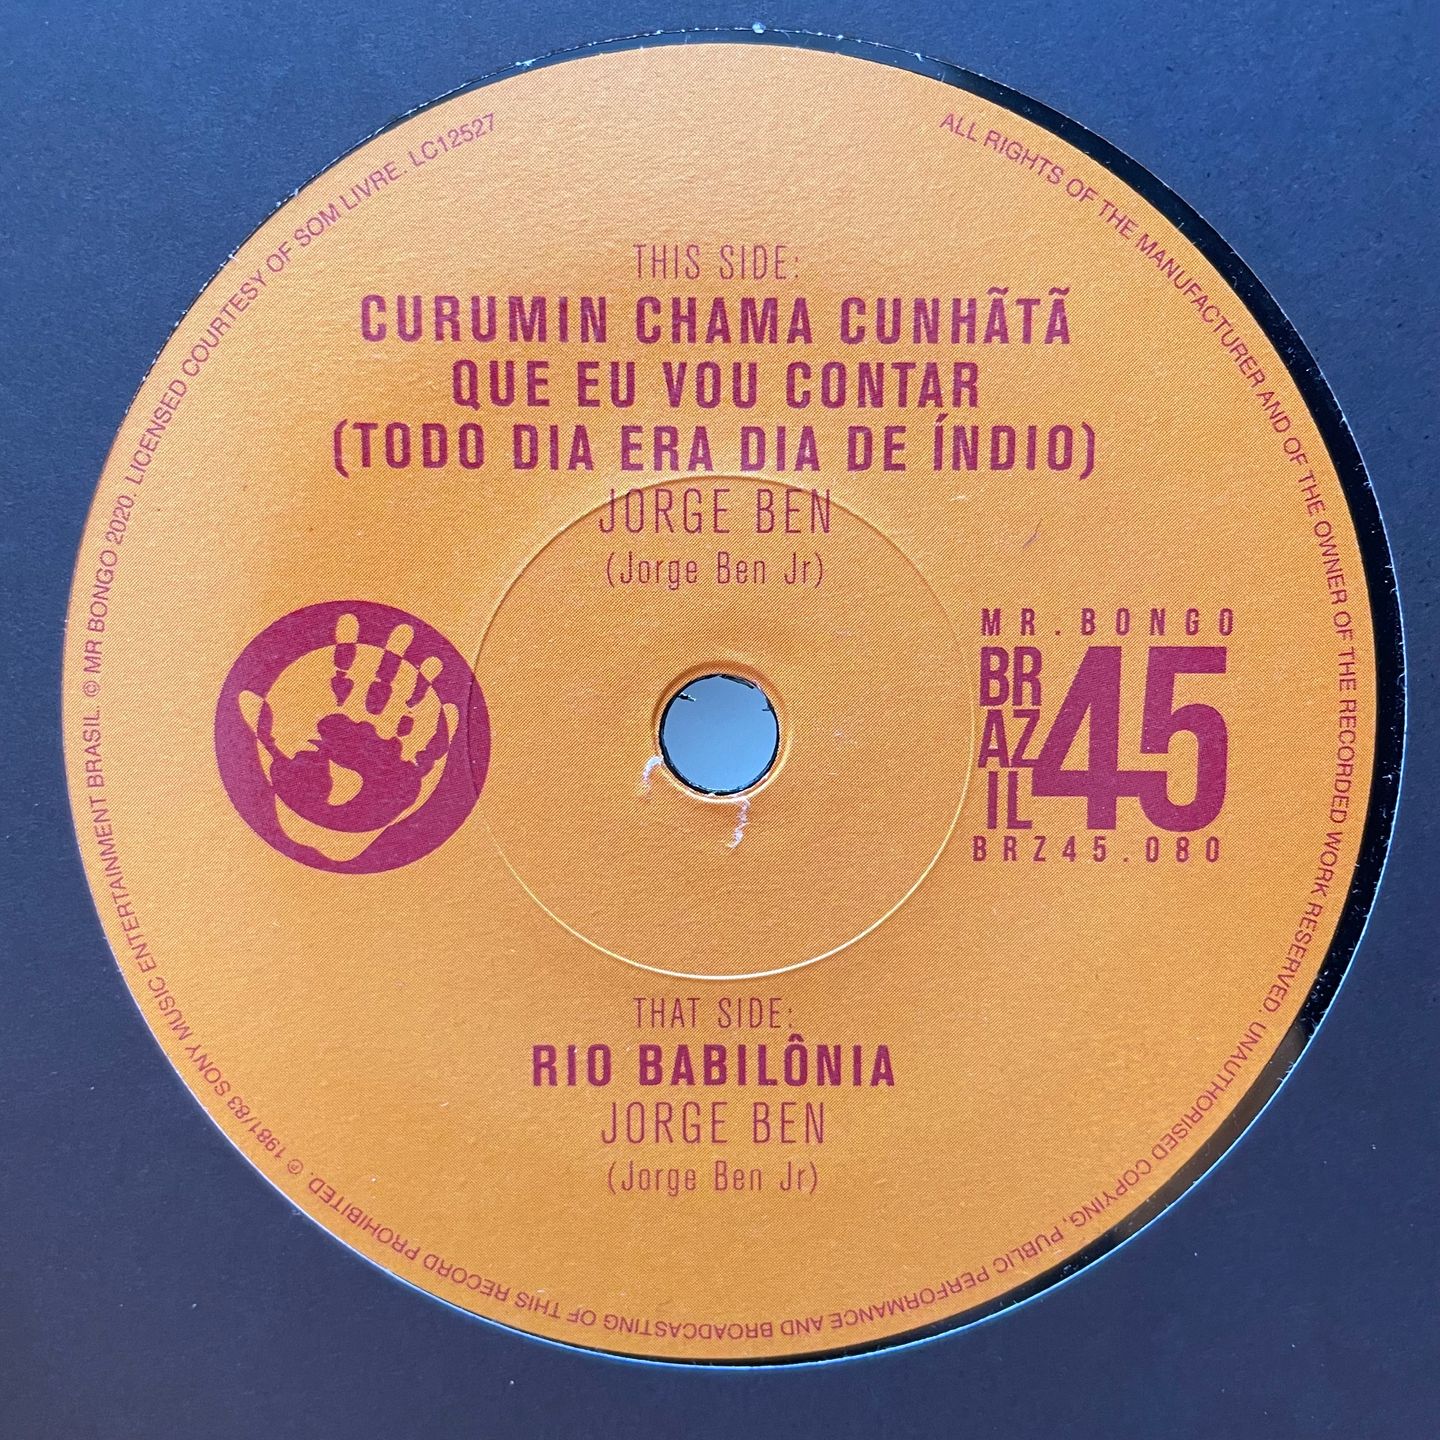 THIS SIDE:
CURUMIN CHAMA CUNHÃTÃ
QUE EU VOU CONTAR
(TODO DIA ERA DIA DE ÍNDIO)
JORGE BEN
(Jorge Ben Jr)
MR.BONGO
BR
AZ
IL
45
BRZ45.080
THAT SIDE:
RIO BABILÔNIA
JORGE BEN
(Jorge Ben Jr)
ALL RIGHTS OF THE MANUFACTURER AND OF THE OWNER OF THE RECORDED WORK RESERVED. UNAUTHORISED COPYING, PUBLIC PERFORMANCE AND BROADCASTING OF THIS RECORD PROHIBITED. ℗ 1981/83 SONY MUSIC ENTERTAINMENT BRASIL. © MR BONGO 2020. LICENSED COURTESY OF SOM LIVRE. LC12527